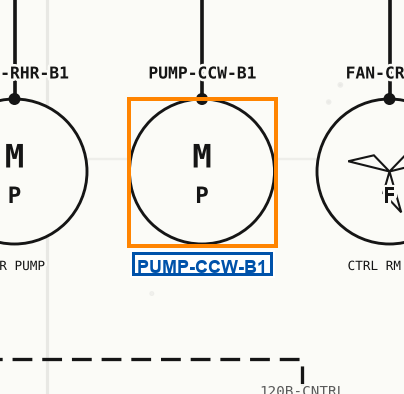 -RHR-B1 PUMP-CCW-B1 FAN-CR
M M
P P F
R PUMP PUMP-CCW-B1 CTRL RM
120B-CNTRL